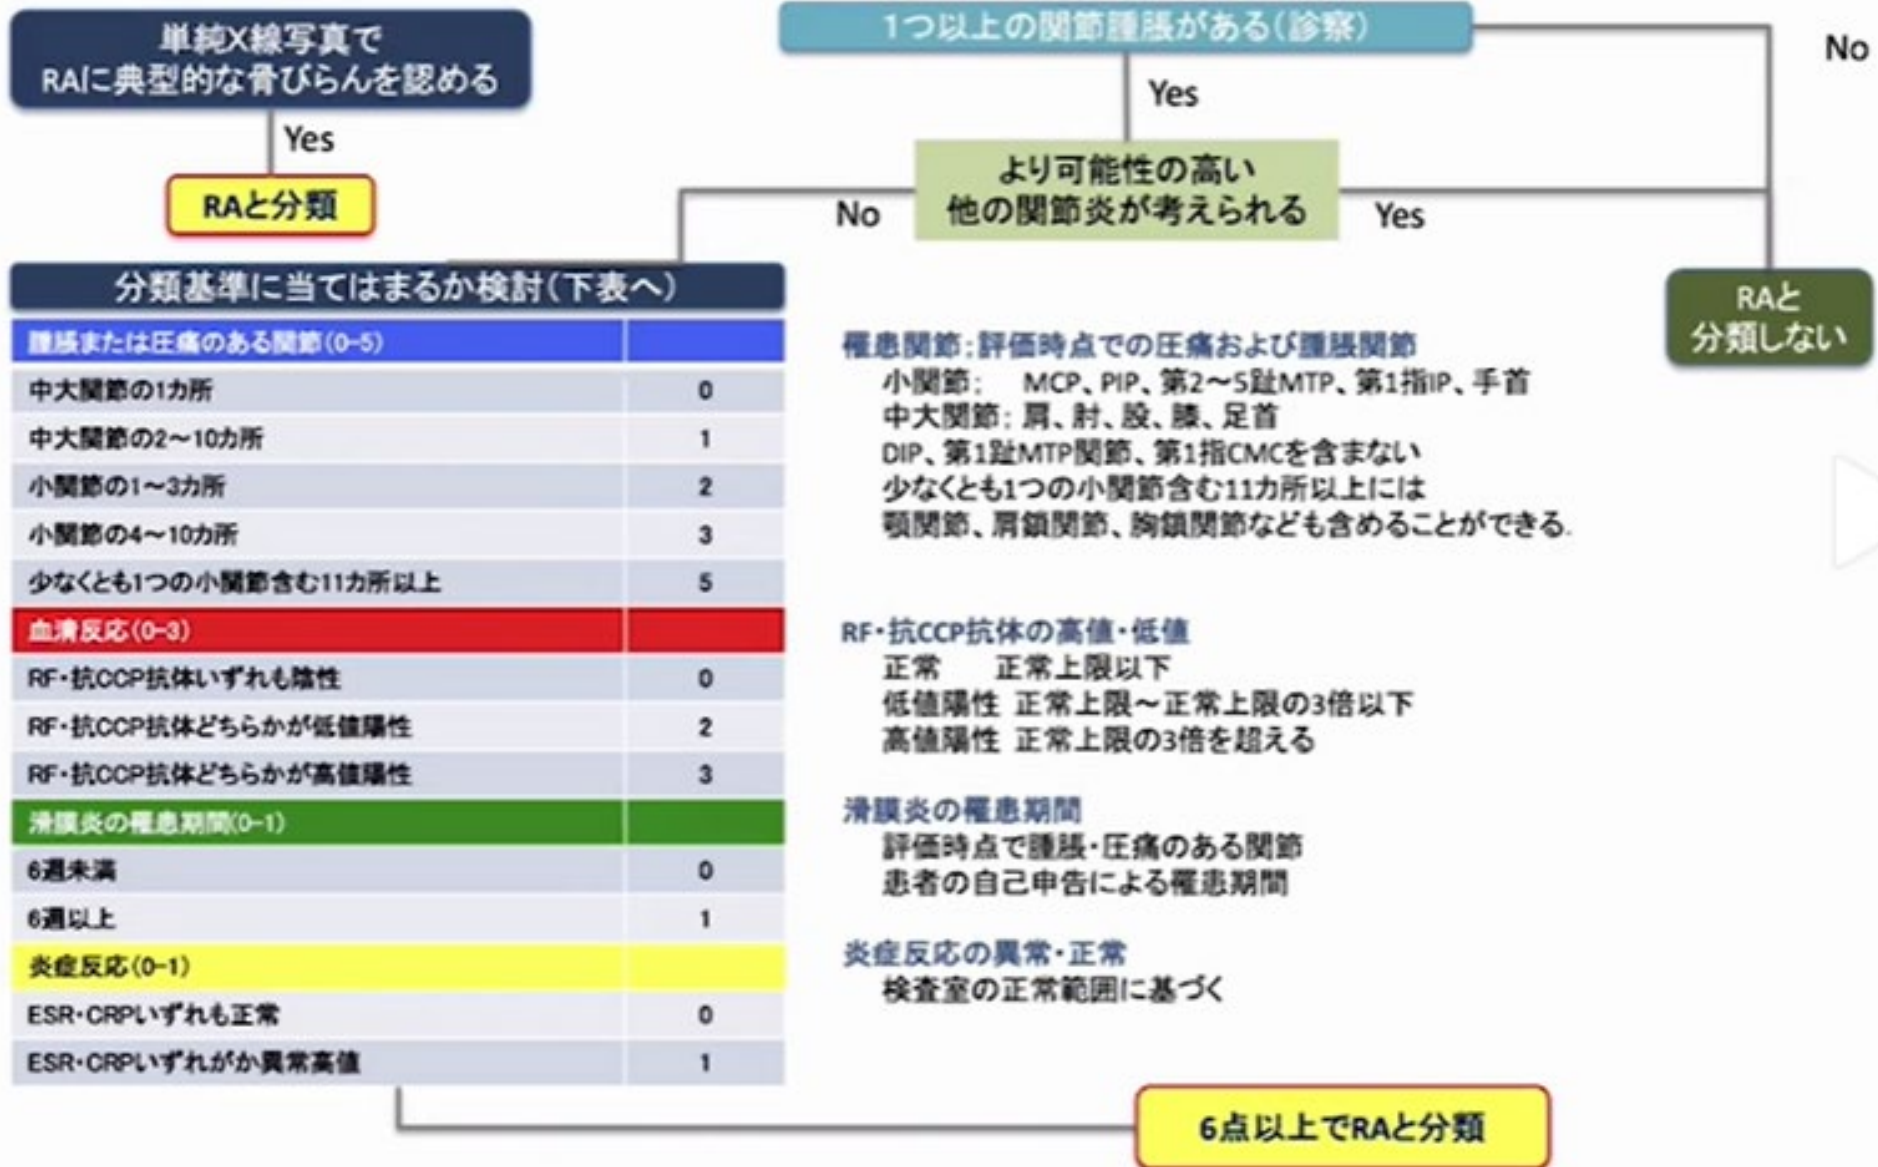 単純X線写真で
RAに典型的な骨びらんを認める
Yes
RAと分類
1つ以上の関節腫脹がある(診察)
No
Yes
より可能性の高い
他の関節炎が考えられる
No
Yes
RAと
分類しない
分類基準に当てはまるか検討(下表へ)
腫脹または圧痛のある関節(0-5)
中大関節の1カ所 0
中大関節の2〜10カ所 1
小関節の1〜3カ所 2
小関節の4〜10カ所 3
少なくとも1つの小関節含む11カ所以上 5
血清反応(0-3)
RF・抗CCP抗体いずれも陰性 0
RF・抗CCP抗体どちらかが低値陽性 2
RF・抗CCP抗体どちらかが高値陽性 3
滑膜炎の罹患期間(0-1)
6週未満 0
6週以上 1
炎症反応(0-1)
ESR・CRPいずれも正常 0
ESR・CRPいずれがか異常高値 1
罹患関節:評価時点での圧痛および腫脹関節
小関節: MCP、PIP、第2〜5趾MTP、第1指IP、手首
中大関節: 肩、肘、股、膝、足首
DIP、第1趾MTP関節、第1指CMCを含まない
少なくとも1つの小関節含む11カ所以上には
顎関節、肩鎖関節、胸鎖関節なども含めることができる.
RF・抗CCP抗体の高値・低値
正常 正常上限以下
低値陽性 正常上限〜正常上限の3倍以下
高値陽性 正常上限の3倍を超える
滑膜炎の罹患期間
評価時点で腫脹・圧痛のある関節
患者の自己申告による罹患期間
炎症反応の異常・正常
検査室の正常範囲に基づく
6点以上でRAと分類